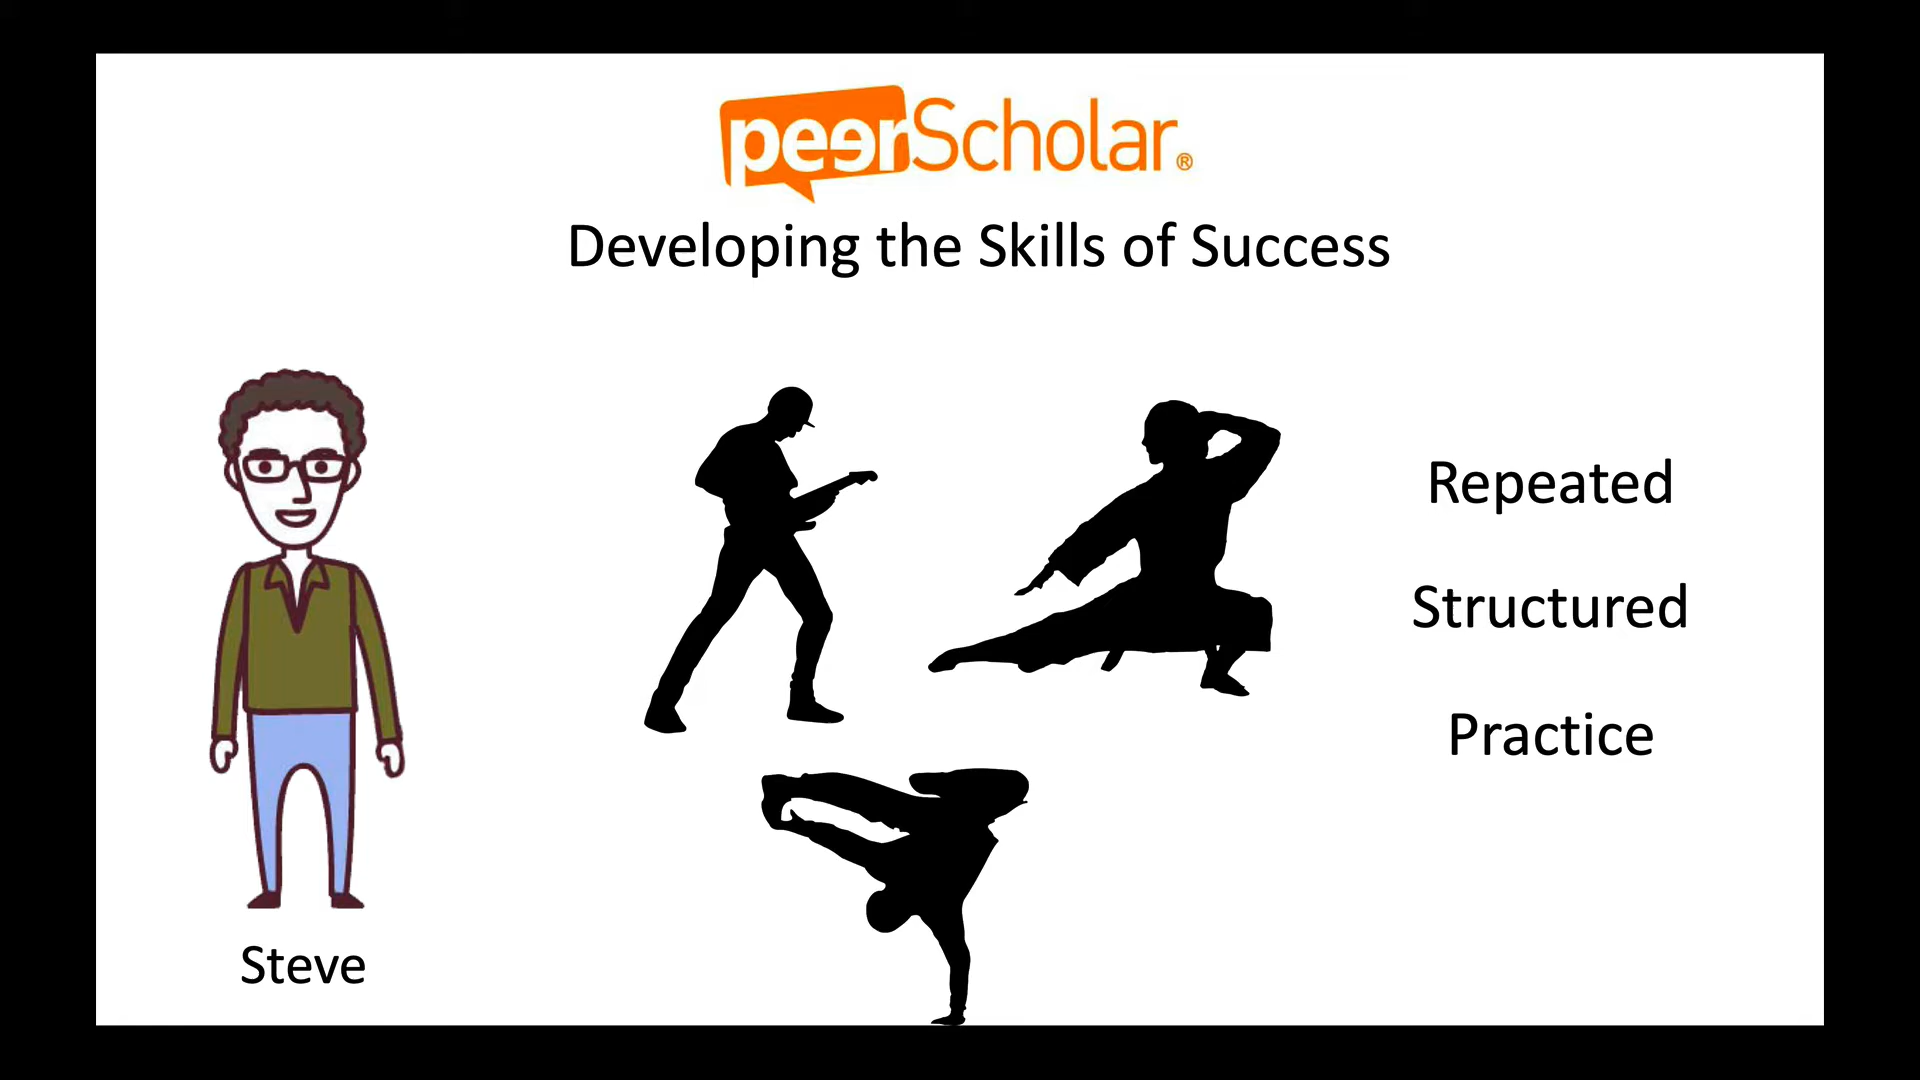 peerScholar®
Developing the Skills of Success
Repeated
Structured
Practice
Steve